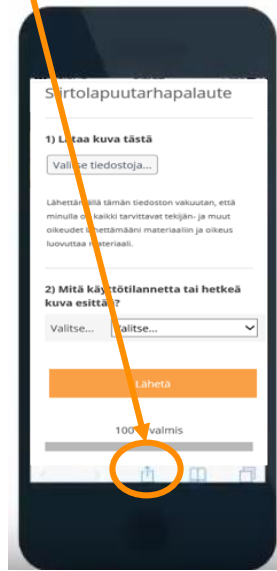 Siirtolapuutarhapalaute
1) Lataa kuva tästä
Valitse tiedostoja...
Lähettämällä tämän tiedoston vakuutan, että
minulla on kaikki tarvittavat tekijän- ja muut
oikeudet lähettämääni materiaaliin ja oikeus
luovuttaa materiaali.
2) Mitä käyttötilannetta tai hetkeä
kuva esittää?
Valitse... Valitse...
Lähetä
100% valmis